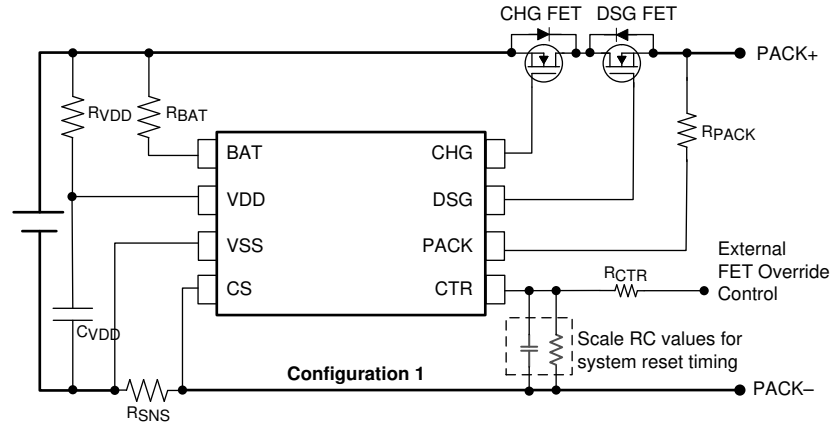 CHG FET DSG FET
PACK+
RVDD
RBAT
RPACK
BAT
CHG
VDD
DSG
VSS
PACK
CS
CTR
RCTR
External
FET Override
Control
CVDD
Scale RC values for
system reset timing
Configuration 1
PACK–
RSNS